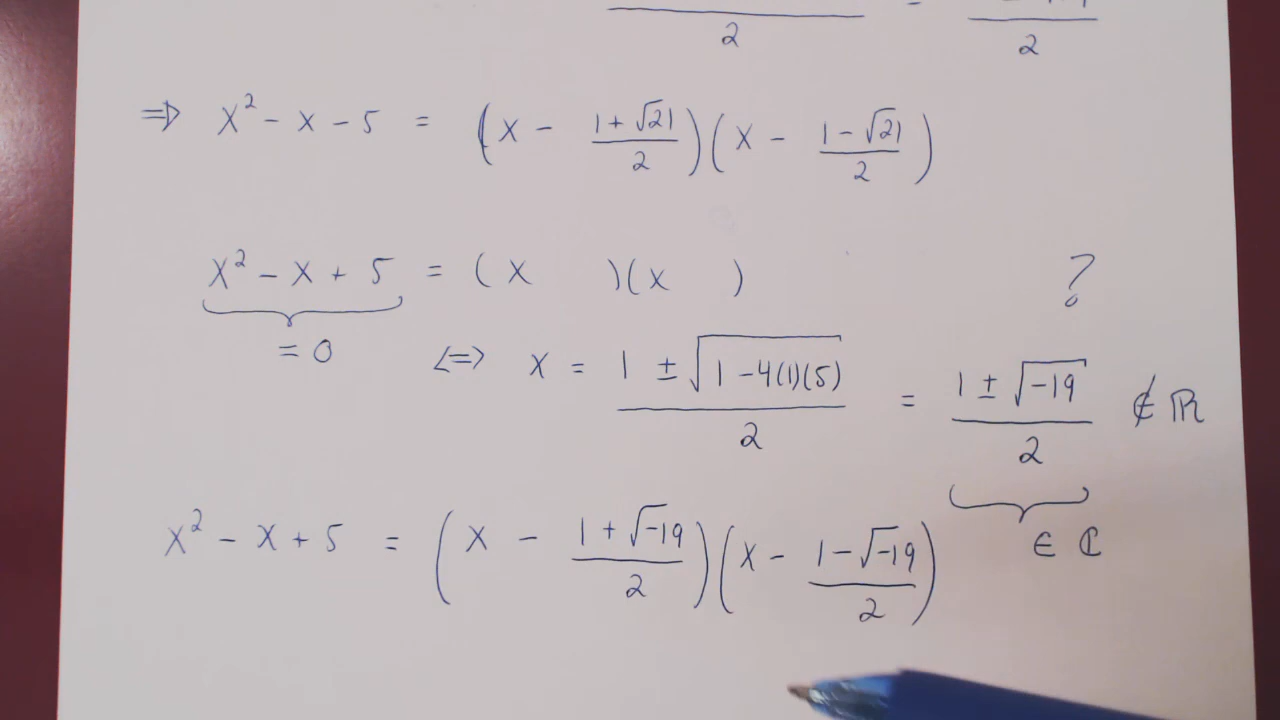 2 = 2
⇒ x² - x - 5 = (x - (1 + √21)/2)(x - (1 - √21)/2)
x² - x + 5 = (x )(x ) ?
= 0 <=> x = (1 ± √(1 - 4(1)(5)))/2 = (1 ± √-19)/2 ∉ ℝ
∈ ℂ
x² - x + 5 = (x - (1 + √-19)/2)(x - (1 - √-19)/2)